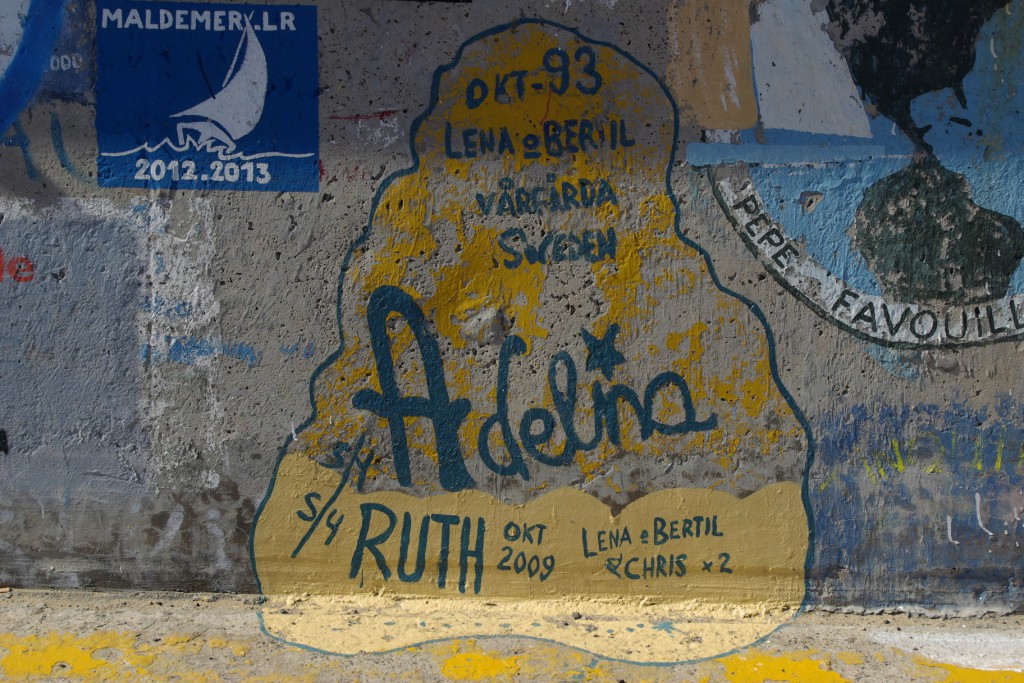 MALDEMER.LR
2012.2013
OKT-93
LENA o BERTIL
VÅRGÅRDA
SWEDEN
S/Y Adelina
S/Y RUTH OKT 2009
LENA o BERTIL
& CHRIS x2
PEPE FAVOUILL